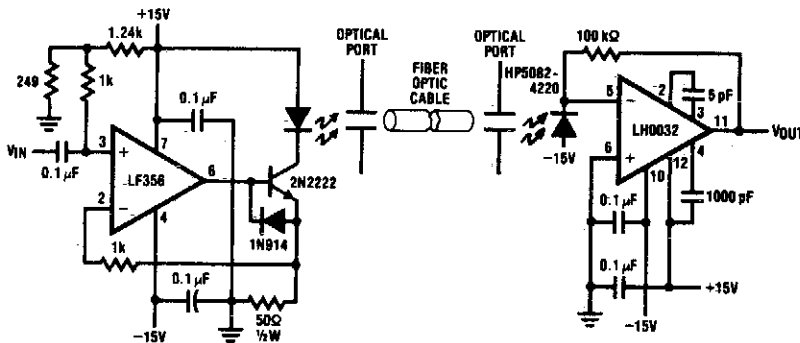 +15V
1.24k
249
1k
0.1 µF
VIN
0.1 µF
3
+
7
LF356
6
2
−
4
1k
2N2222
1N914
0.1 µF
50Ω
½W
−15V
OPTICAL
PORT
FIBER
OPTIC
CABLE
OPTICAL
PORT
HP5082-
4220
−15V
100 kΩ
5
−
2
5 pF
3
11
VOUT
LH0032
6
+
10
12
4
1000 pF
0.1 µF
0.1 µF
+15V
−15V